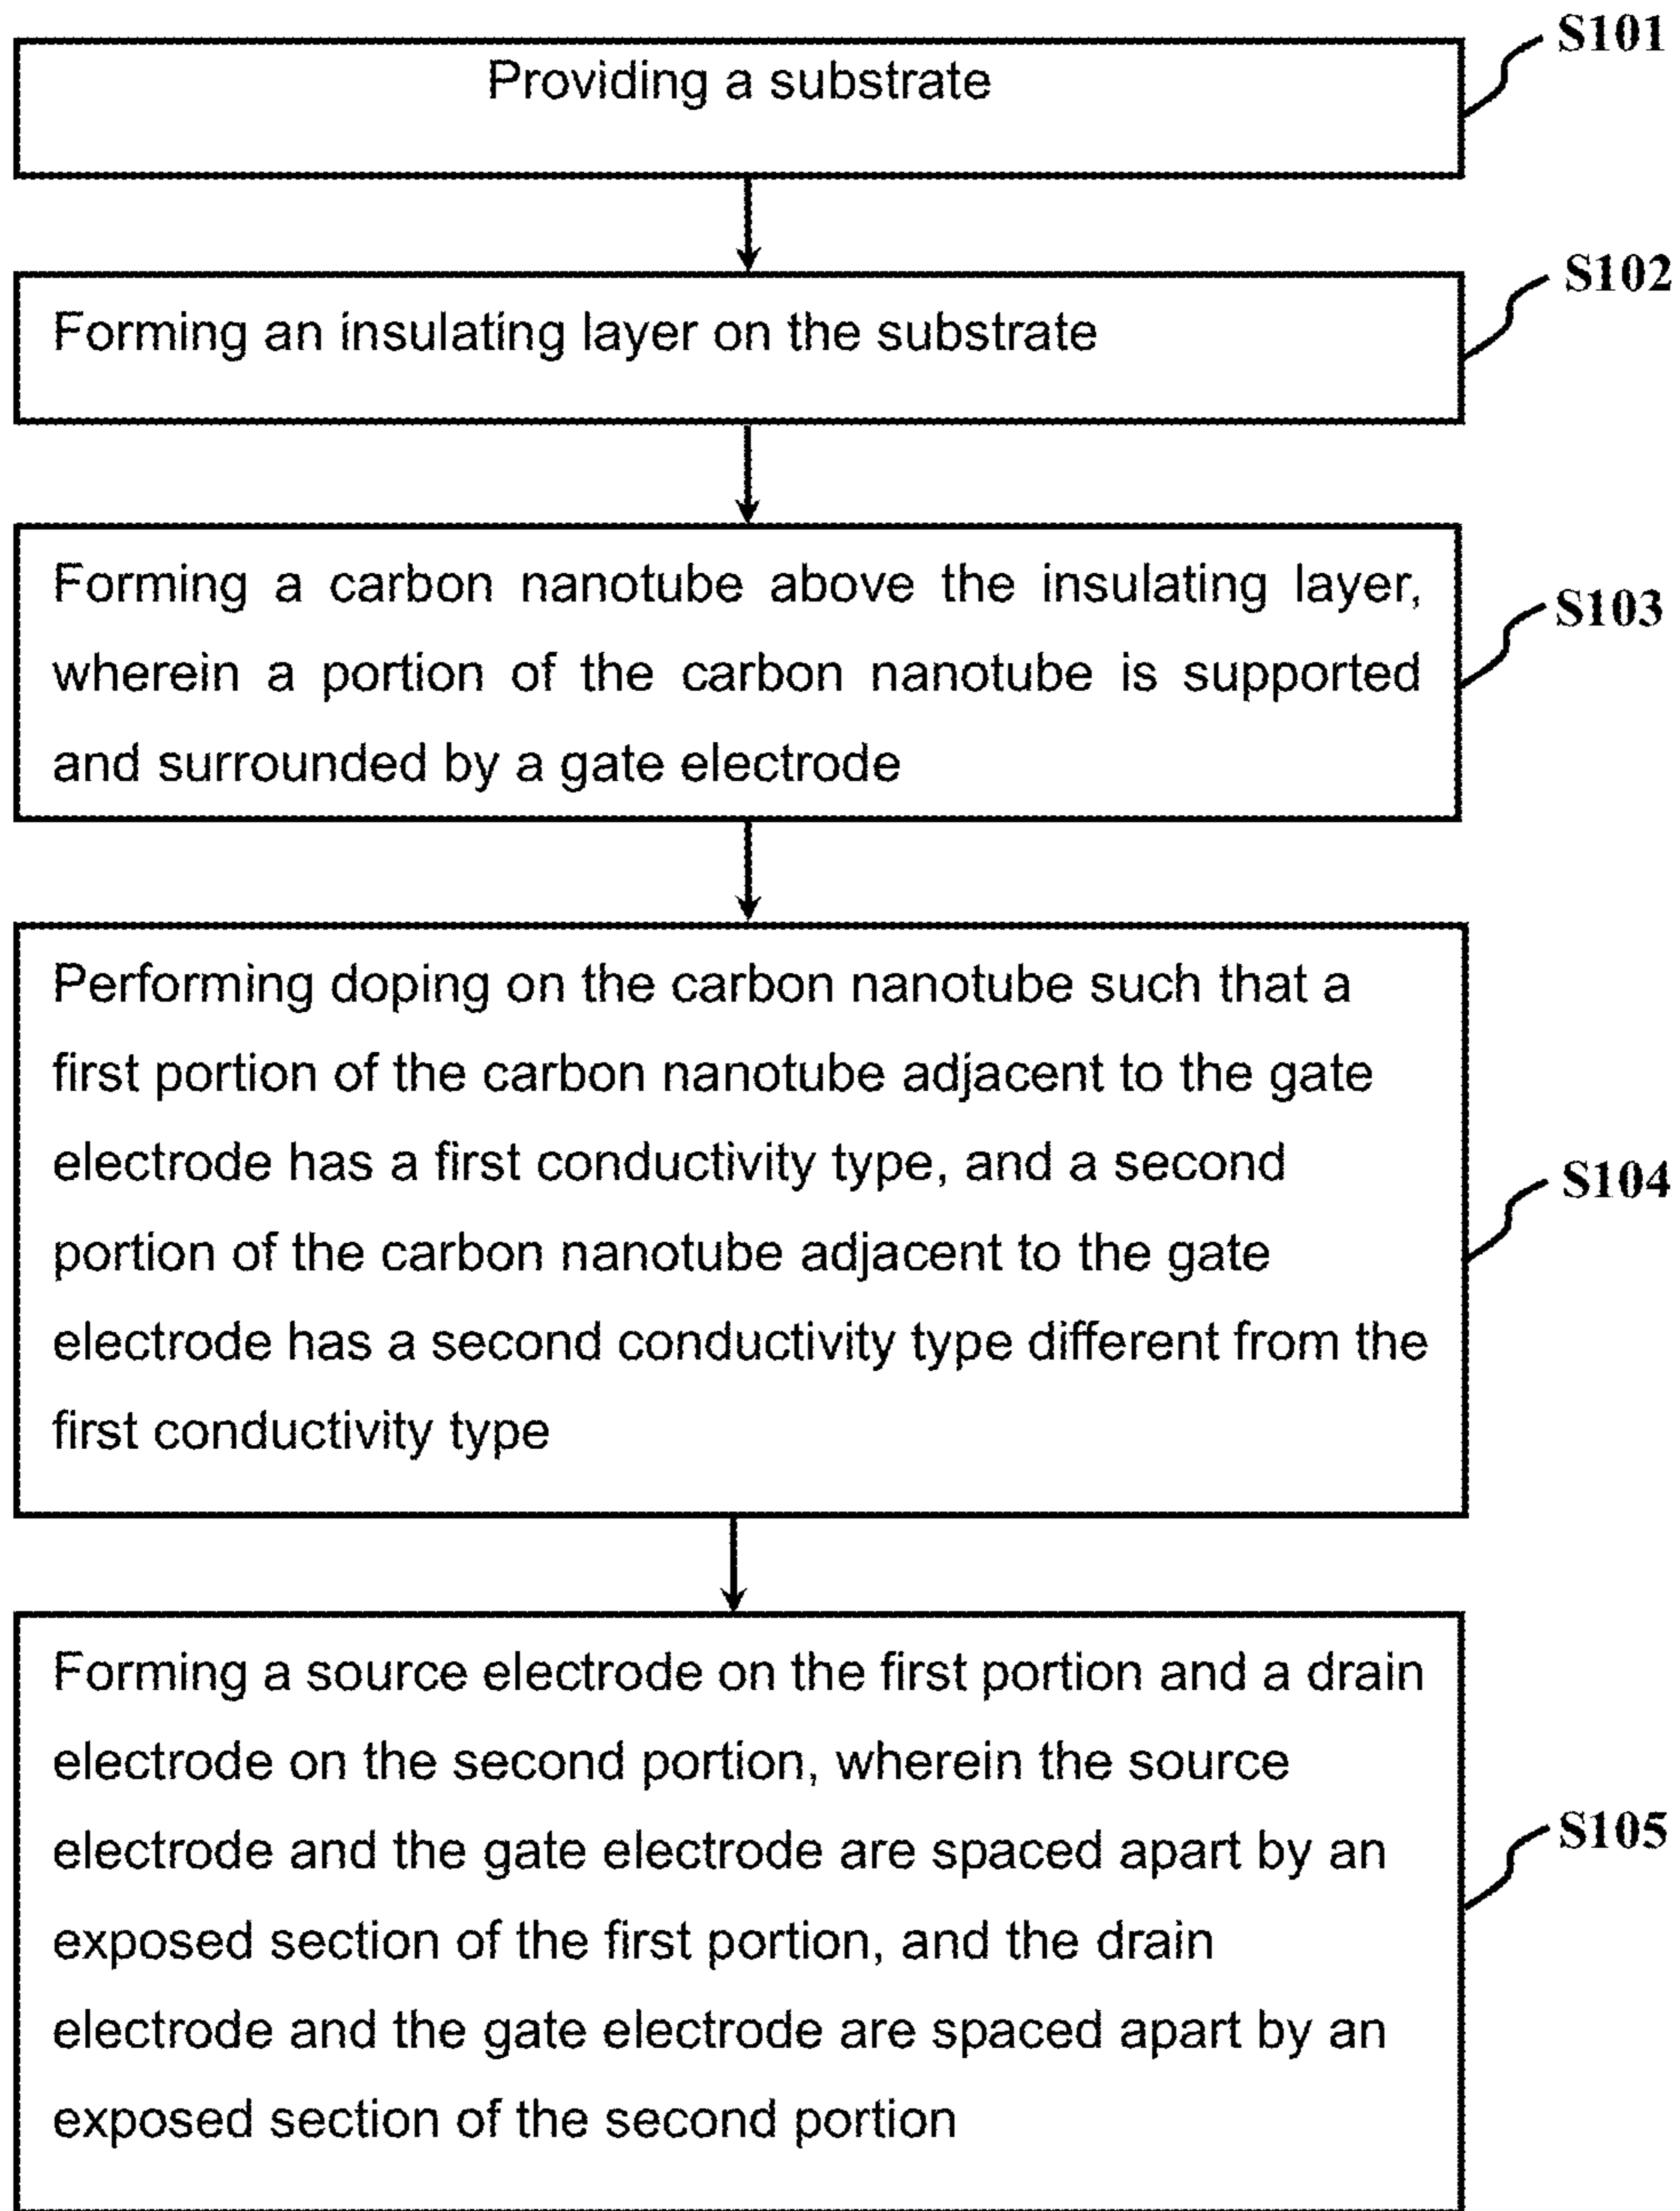 S101
Providing a substrate
S102
Forming an insulating layer on the substrate
S103
Forming a carbon nanotube above the insulating layer,
wherein a portion of the carbon nanotube is supported
and surrounded by a gate electrode
S104
Performing doping on the carbon nanotube such that a
first portion of the carbon nanotube adjacent to the gate
electrode has a first conductivity type, and a second
portion of the carbon nanotube adjacent to the gate
electrode has a second conductivity type different from the
first conductivity type
S105
Forming a source electrode on the first portion and a drain
electrode on the second portion, wherein the source
electrode and the gate electrode are spaced apart by an
exposed section of the first portion, and the drain
electrode and the gate electrode are spaced apart by an
exposed section of the second portion